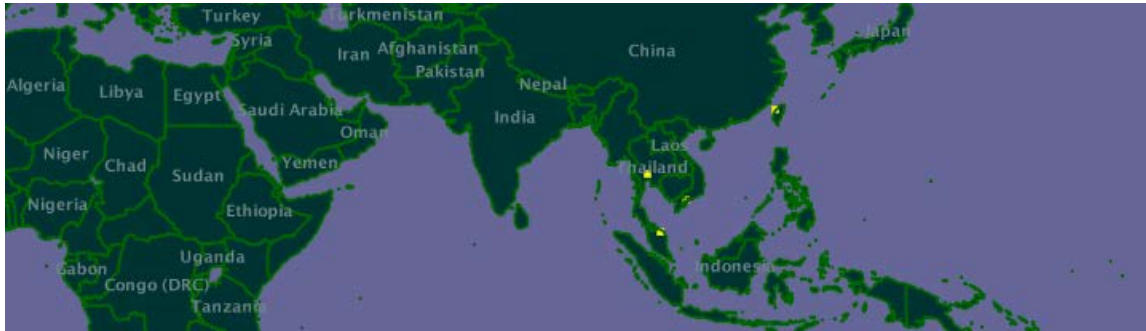 Turkey
Turkmenistan
Japan
Syria
Iran
Afghanistan
China
Pakistan
Algeria
Libya
Egypt
Nepal
Saudi Arabia
India
Oman
Niger
Chad
Yemen
Laos
Thailand
Sudan
Nigeria
Ethiopia
Uganda
Gabon
Indonesia
Congo (DRC)
Tanzania